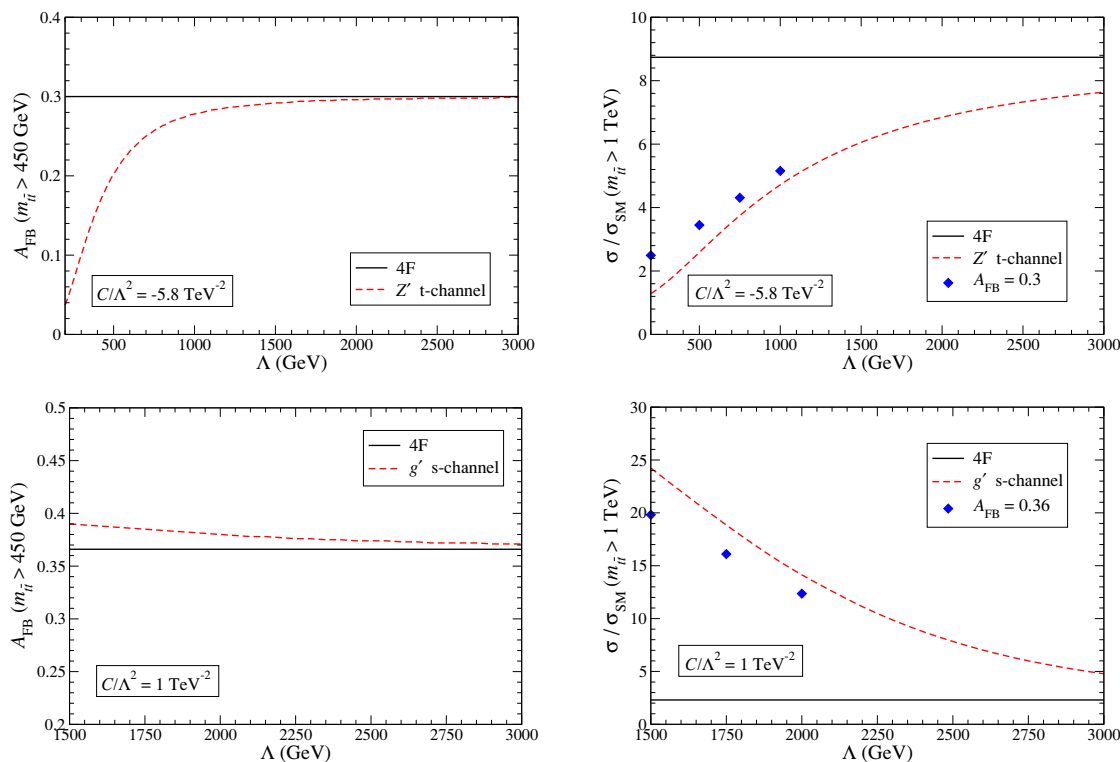 0.4
0.3
0.2
0.1
0
A_FB (m_tt̄ > 450 GeV)
4F
Z′ t-channel
C/Λ² = -5.8 TeV⁻²
500 1000 1500 2000 2500 3000
Λ (GeV)
10
8
6
4
2
0
σ / σ_SM (m_tt̄ > 1 TeV)
4F
Z′ t-channel
A_FB = 0.3
C/Λ² = -5.8 TeV⁻²
500 1000 1500 2000 2500 3000
Λ (GeV)
0.5
0.45
0.4
0.35
0.3
0.25
0.2
A_FB (m_tt̄ > 450 GeV)
4F
g′ s-channel
C/Λ² = 1 TeV⁻²
1500 1750 2000 2250 2500 2750 3000
Λ (GeV)
30
25
20
15
10
5
0
σ / σ_SM (m_tt̄ > 1 TeV)
4F
g′ s-channel
A_FB = 0.36
C/Λ² = 1 TeV⁻²
1500 1750 2000 2250 2500 2750 3000
Λ (GeV)